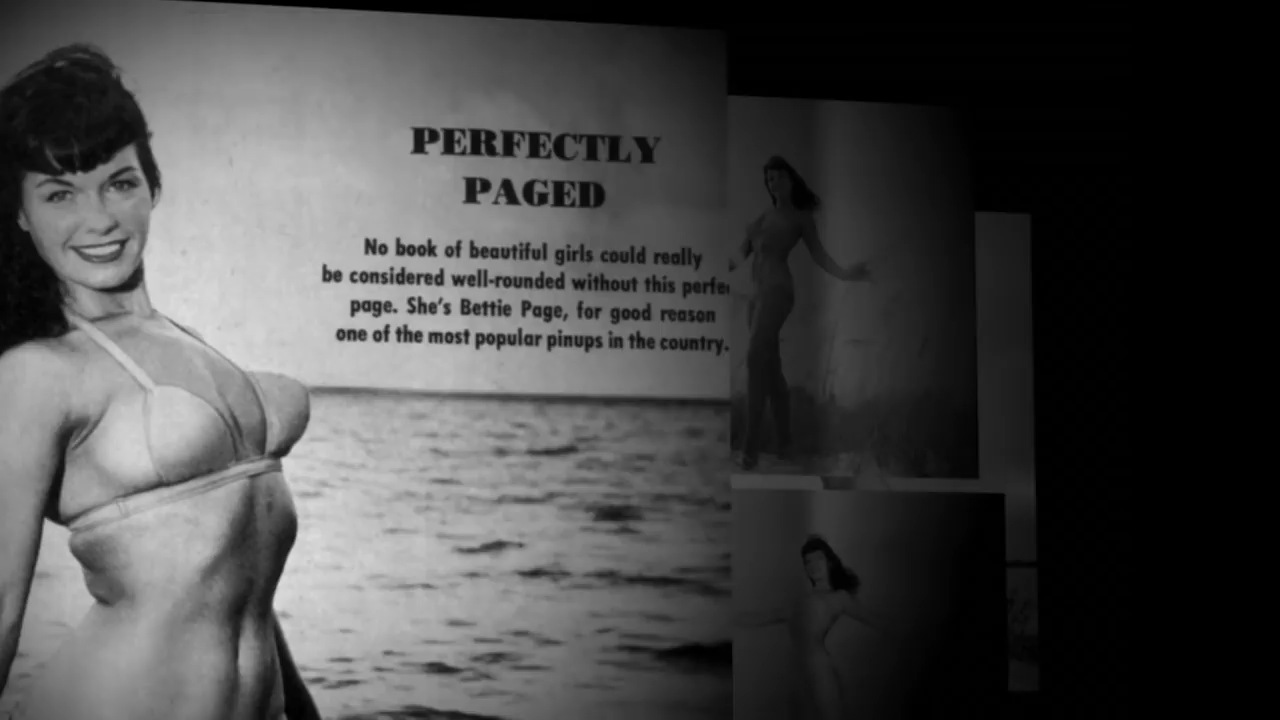 PERFECTLY
PAGED
No book of beautiful girls could really
be considered well-rounded without this
page. She's Bettie Page, for good reason
one of the most popular pinups in the country.